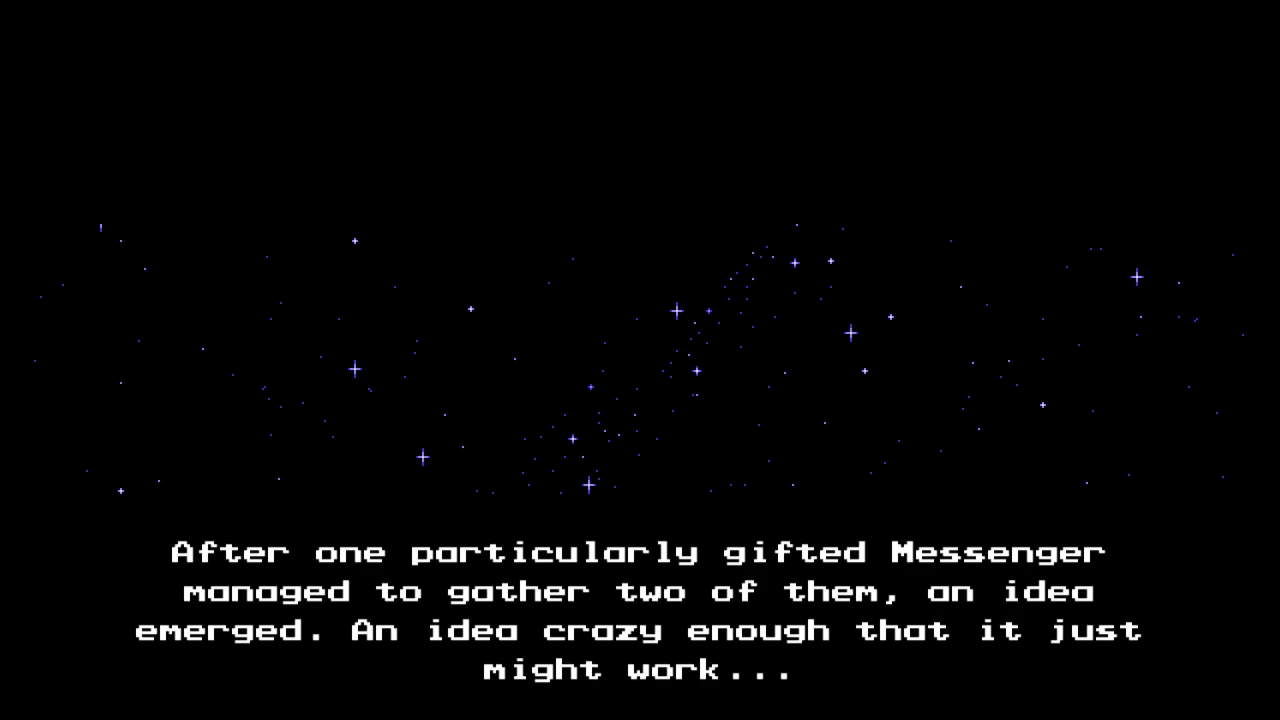 After one particularly gifted Messenger
managed to gather two of them, an idea
emerged. An idea crazy enough that it just
might work...